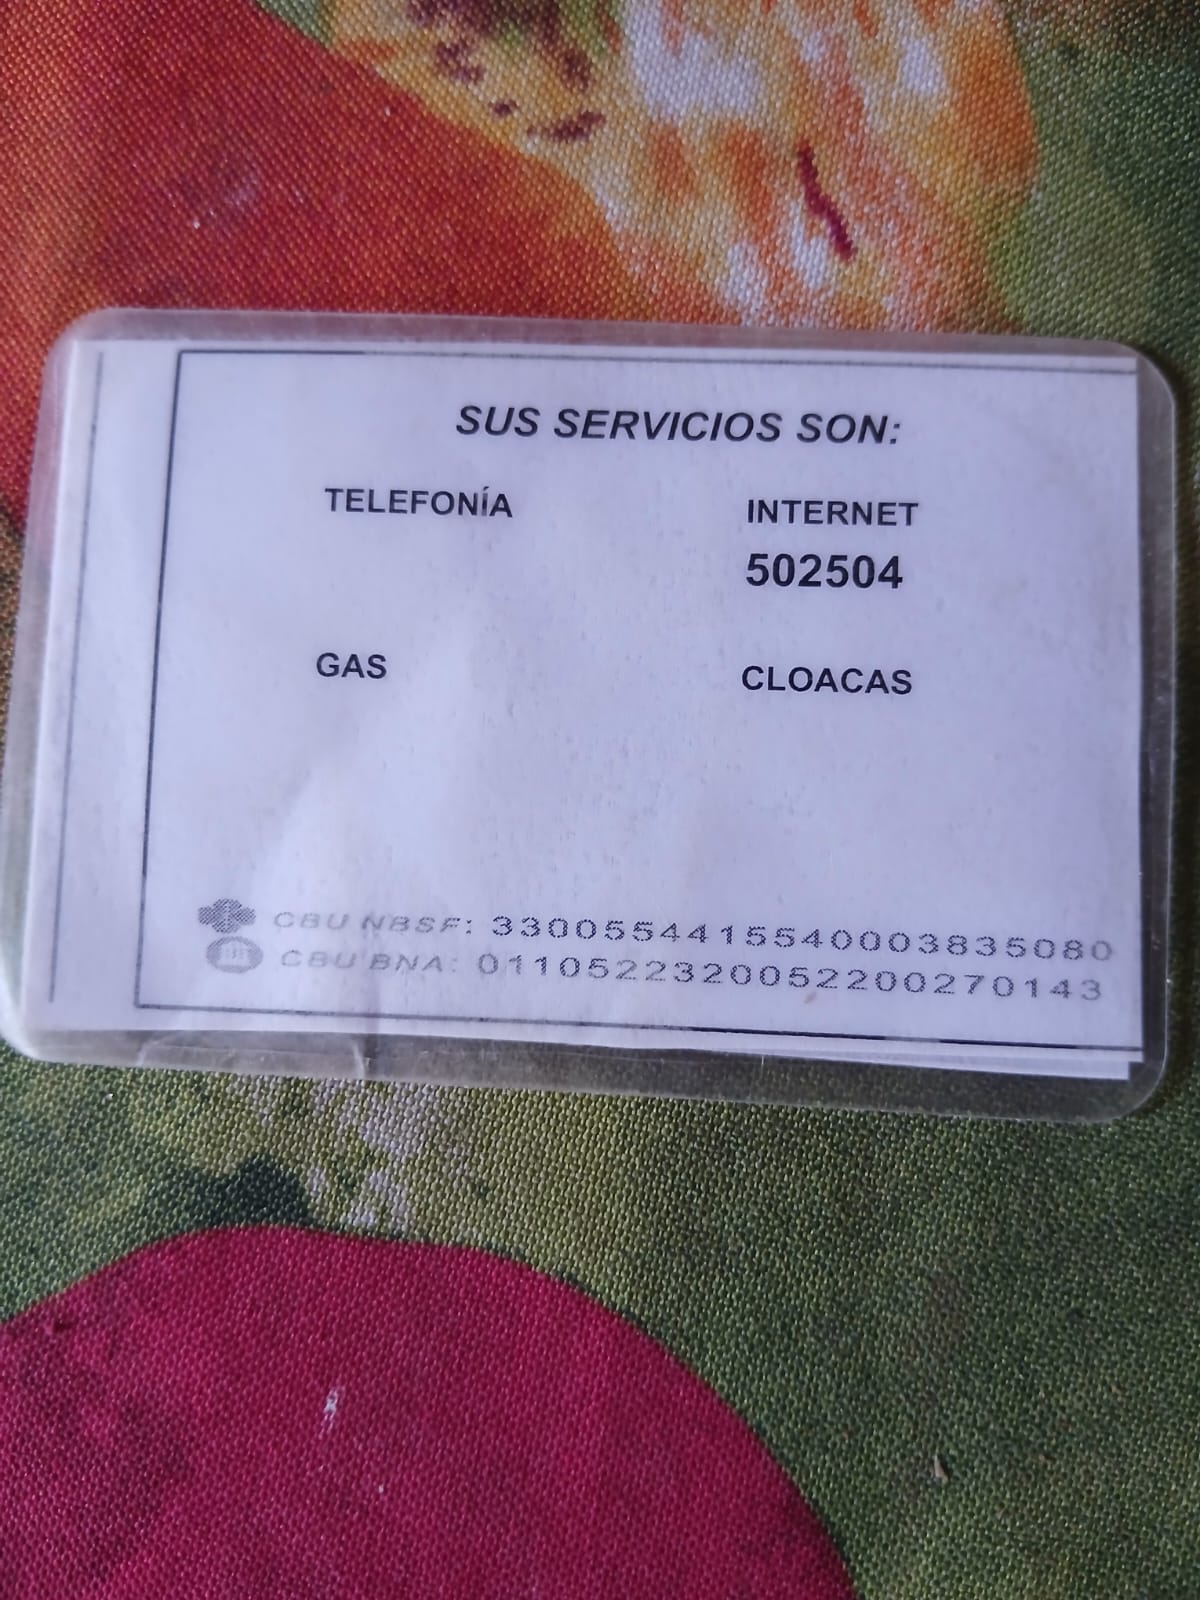 SUS SERVICIOS SON:
TELEFONÍA INTERNET
502504
GAS CLOACAS
CBU NBSF: 3300554415540003835080
CBU BNA: 0110522320052200270143